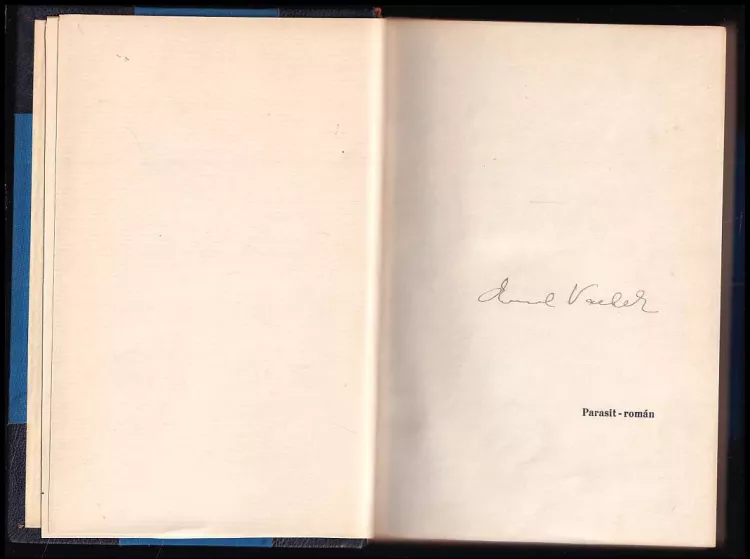 Emil Vachek
Parasit - román